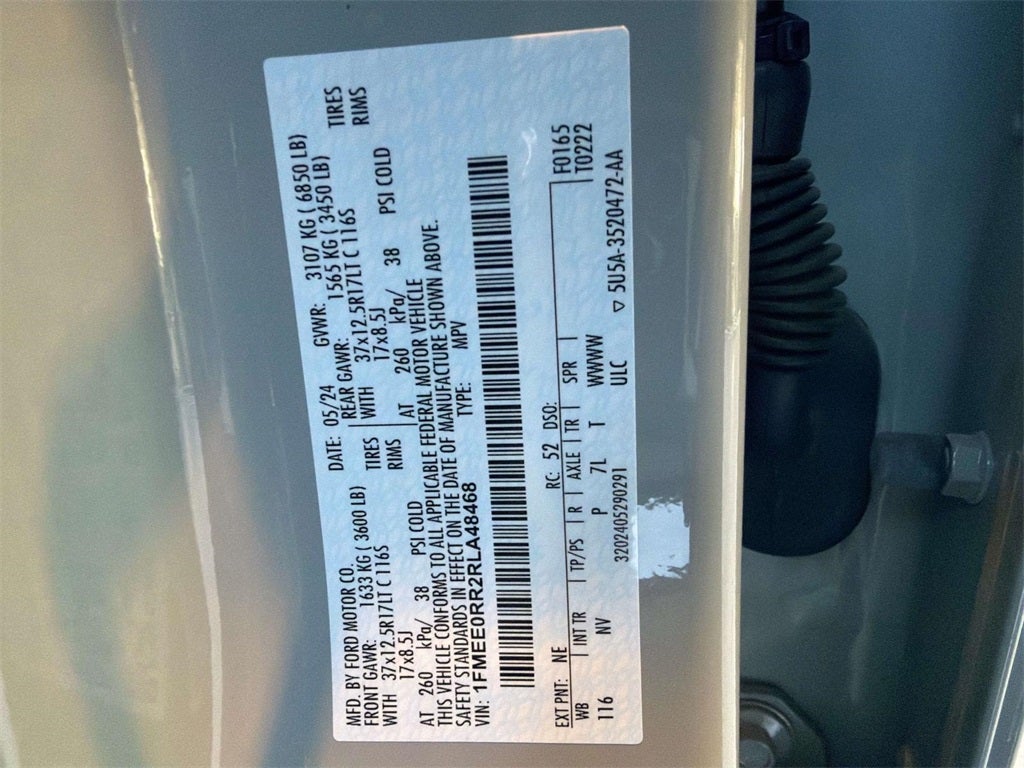 MFD. BY FORD MOTOR CO. DATE: 05/24 GVWR: 3107 KG ( 6850 LB)
FRONT GAWR: 1633 KG ( 3600 LB) REAR GAWR: 1565 KG ( 3450 LB)
WITH 37x12.5R17LT C 116S TIRES WITH 37x12.5R17LT C 116S TIRES
17x8.5J RIMS 17x8.5J RIMS
AT 260 kPa/ 38 PSI COLD AT 260 kPa/ 38 PSI COLD
THIS VEHICLE CONFORMS TO ALL APPLICABLE FEDERAL MOTOR VEHICLE
SAFETY STANDARDS IN EFFECT ON THE DATE OF MANUFACTURE SHOWN ABOVE.
VIN: 1FMEE0RR2RLA48468 TYPE: MPV
EXT PNT: NE RC: 52 DSO: F0165
WB INT TR TP/PS R AXLE TR SPR T0222
116 NV P 7L T WWWW
320240529290291 ULC ▽ 5U5A-3520472-AA